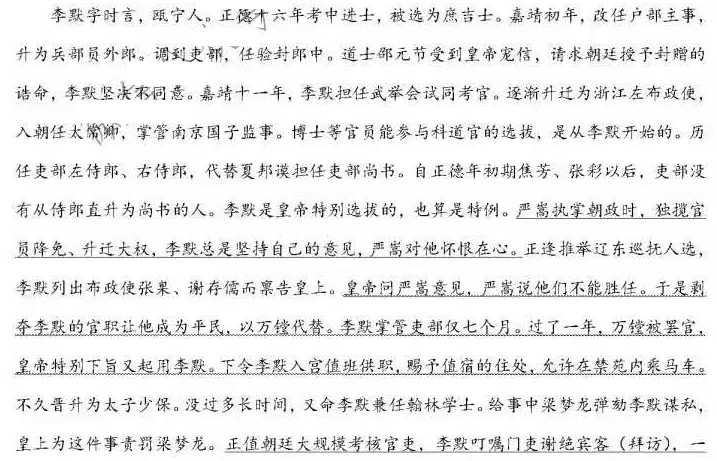 李默字时言，瓯宁人。正德十六年考中进士，被选为庶吉士。嘉靖初年，改任户部主事，
升为兵部员外郎。调到吏部，任验封郎中。道士邵元节受到皇帝宠信，请求朝廷授予封赠的
诰命，李默坚决不同意。嘉靖十一年，李默担任武举会试同考官。逐渐升迁为浙江左布政使，
入朝任太常卿，掌管南京国子监事。博士等官员能参与科道官的选拔，是从李默开始的。历
任吏部左侍郎、右侍郎，代替夏邦谟担任吏部尚书。自正德年初期焦芳、张彩以后，吏部没
有从侍郎直升为尚书的人。李默是皇帝特别选拔的，也算是特例。严嵩执掌朝政时，独揽官
员降免、升迁大权，李默总是坚持自己的意见，严嵩对他怀恨在心。正逢推举辽东巡抚人选，
李默列出布政使张臬、谢存儒而禀告皇上。皇帝问严嵩意见，严嵩说他们不能胜任。于是剥
夺李默的官职让他成为平民，以万镗代替。李默掌管吏部仅七个月。过了一年，万镗被罢官，
皇帝特别下旨又起用李默。下令李默入宫值班供职，赐予值宿的住处，允许在禁苑内乘马车。
不久晋升为太子少保。没过多长时间，又命李默兼任翰林学士。给事中梁梦龙弹劾李默谋私，
皇上为这件事责罚梁梦龙。正值朝廷大规模考核官吏，李默叮嘱门吏谢绝宾客（拜访），一